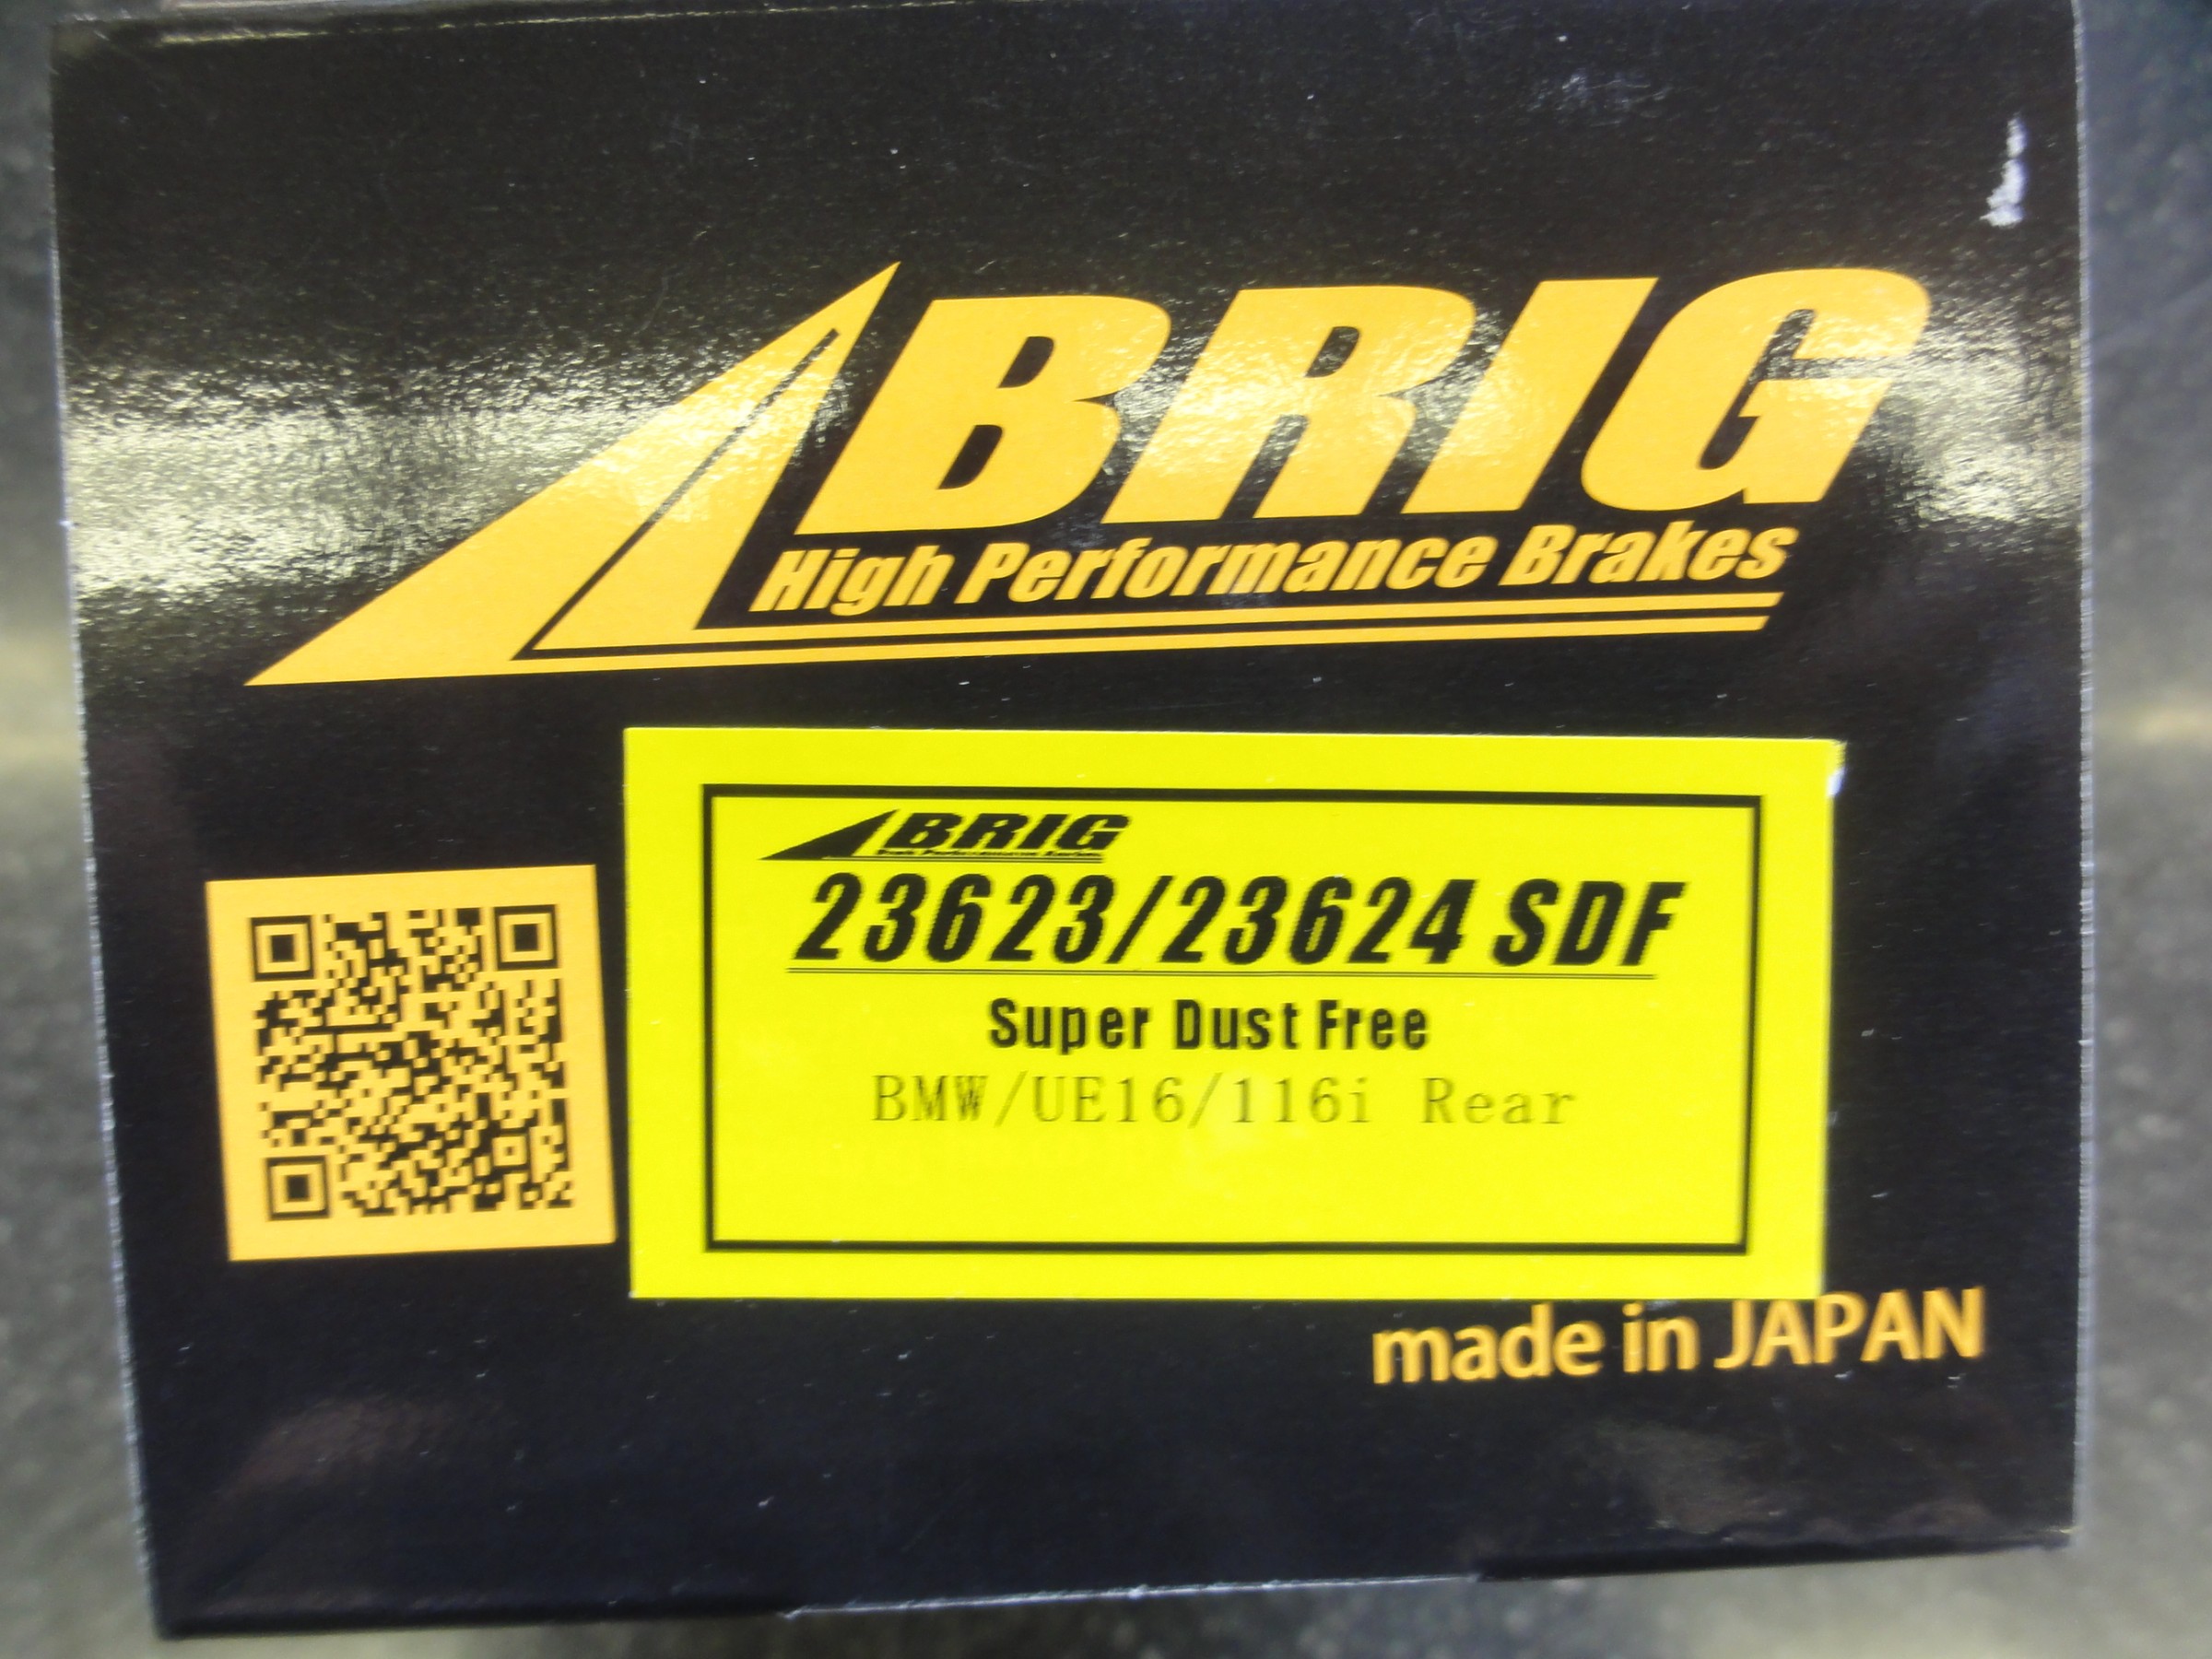 BRIG
High Performance Brakes
BRIG
23623/23624 SDF
Super Dust Free
BMW/UE16/116i Rear
made in JAPAN